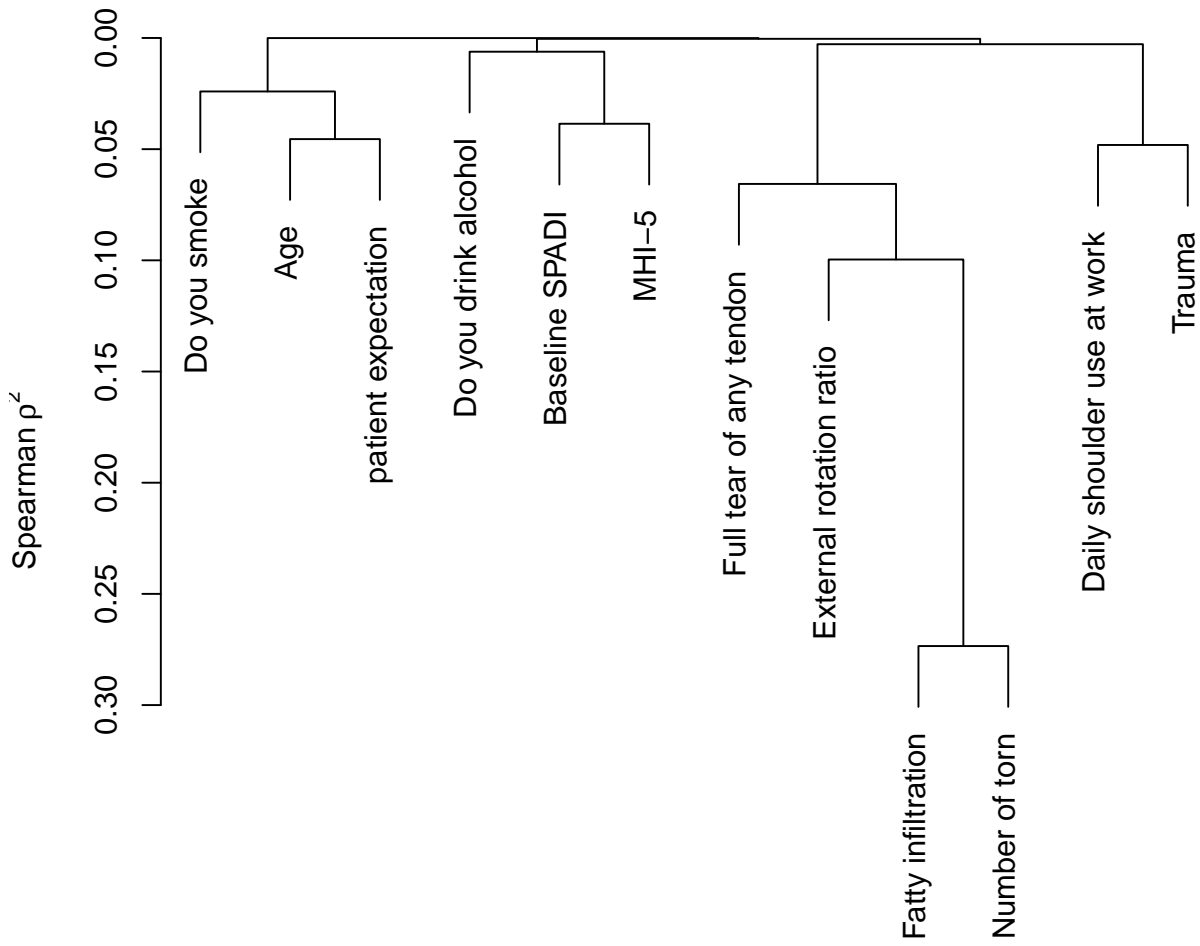 0.00
0.05
0.10
0.15
0.20
0.25
0.30
Spearman ρ²
Do you smoke
Age
patient expectation
Do you drink alcohol
Baseline SPADI
MHI−5
Full tear of any tendon
External rotation ratio
Fatty infiltration
Number of torn
Daily shoulder use at work
Trauma